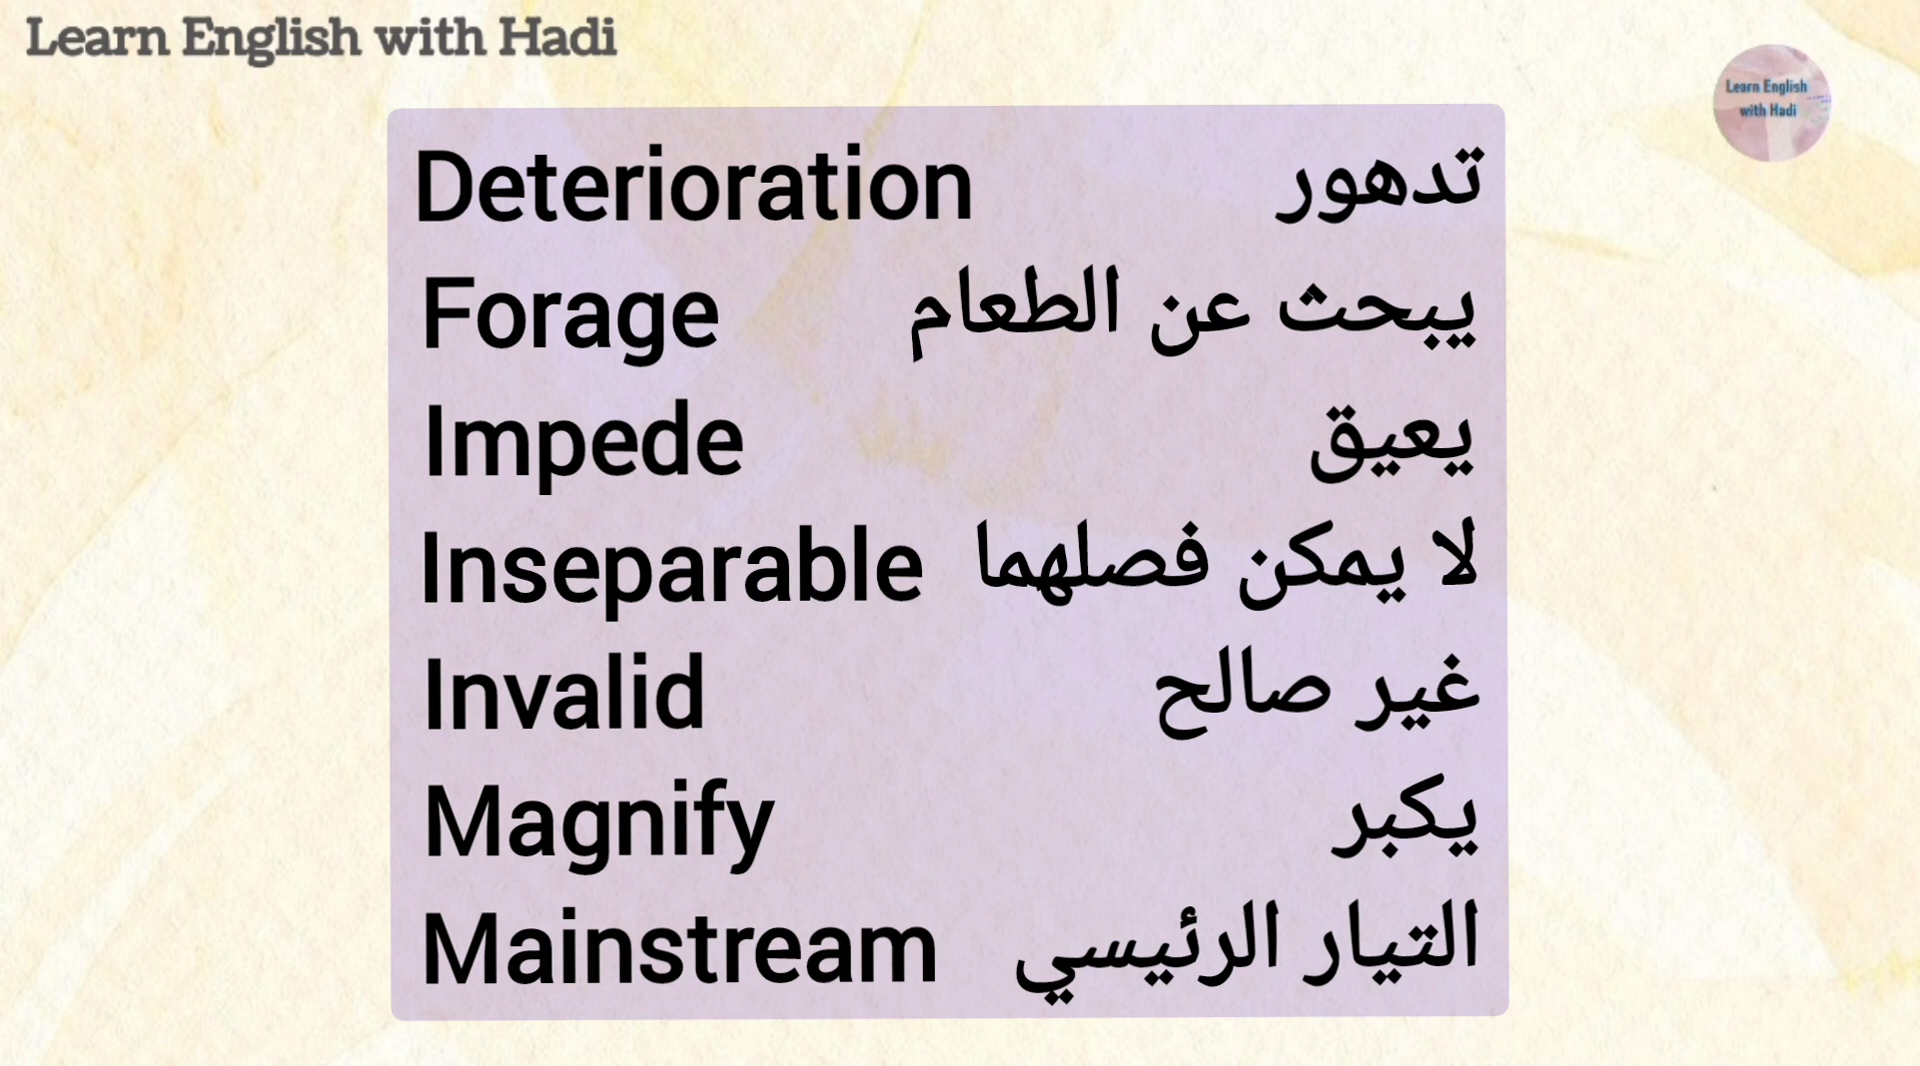 Learn English with Hadi
Learn English
with Hadi
Deterioration تدهور
Forage يبحث عن الطعام
Impede يعيق
Inseparable لا يمكن فصلهما
Invalid غير صالح
Magnify يكبر
Mainstream التيار الرئيسي